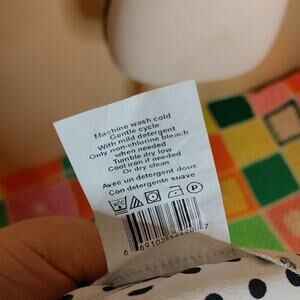 Machine wash cold
Gentle cycle
With mild detergent
Only non-chlorine bleach
when needed
Tumble dry low
Cool iron if needed
Or dry clean
Avec un detergent doux
Con detergente suave